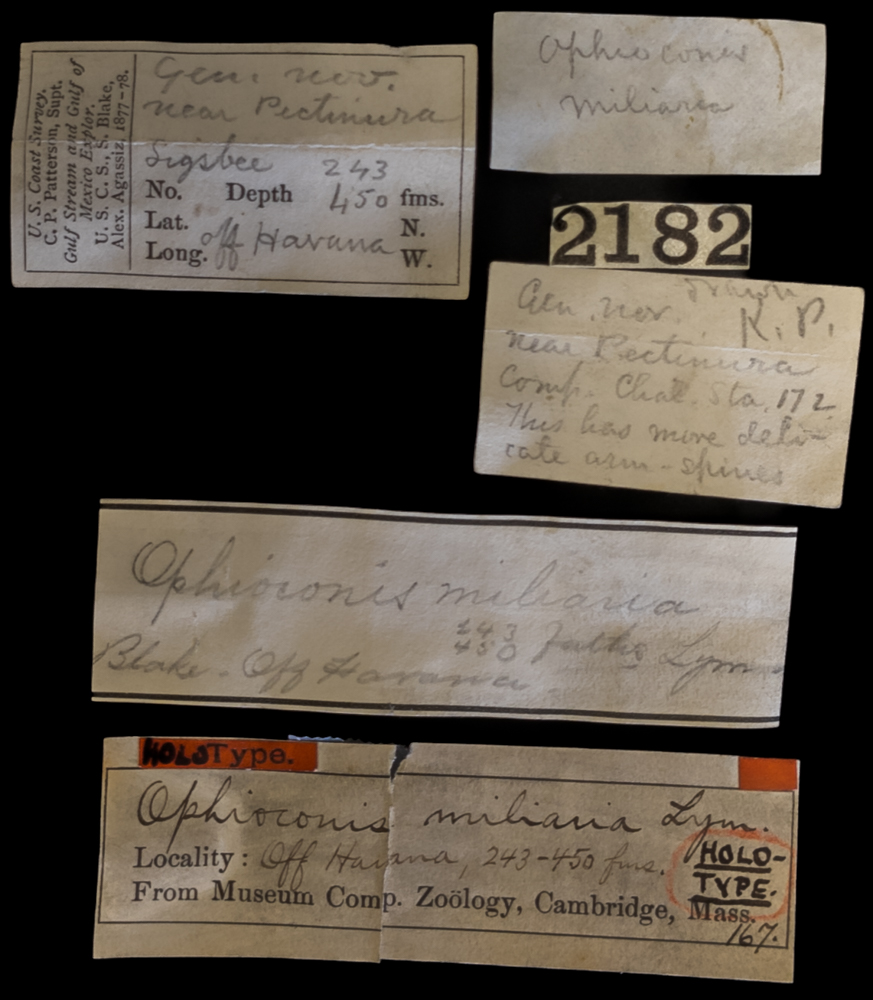 U. S. Coast Survey.
C. P. Patterson, Supt.
Gulf Stream and Gulf of
Mexico Explor.
U. S. C. S., S. Blake,
Alex. Agassiz, 1877-78.
Gen. nov.
near Pectinura
Sigsbee 243
No. Depth 450 fms.
Lat. N.
Long. off Havana W.
Ophioconis
miliaria
2182
drawn
Gen. nov. K. P.
near Pectinura
Comp. Chal. Sta. 172
This has more deli-
cate arm-spines
Ophioconis miliaria
243
450 Faths Lym
Blake. Off Havana
HOLOType.
Ophioconis miliaria Lym.
Locality: Off Havana, 243-450 fms.
HOLO-
TYPE.
From Museum Comp. Zoölogy, Cambridge, Mass.
167.